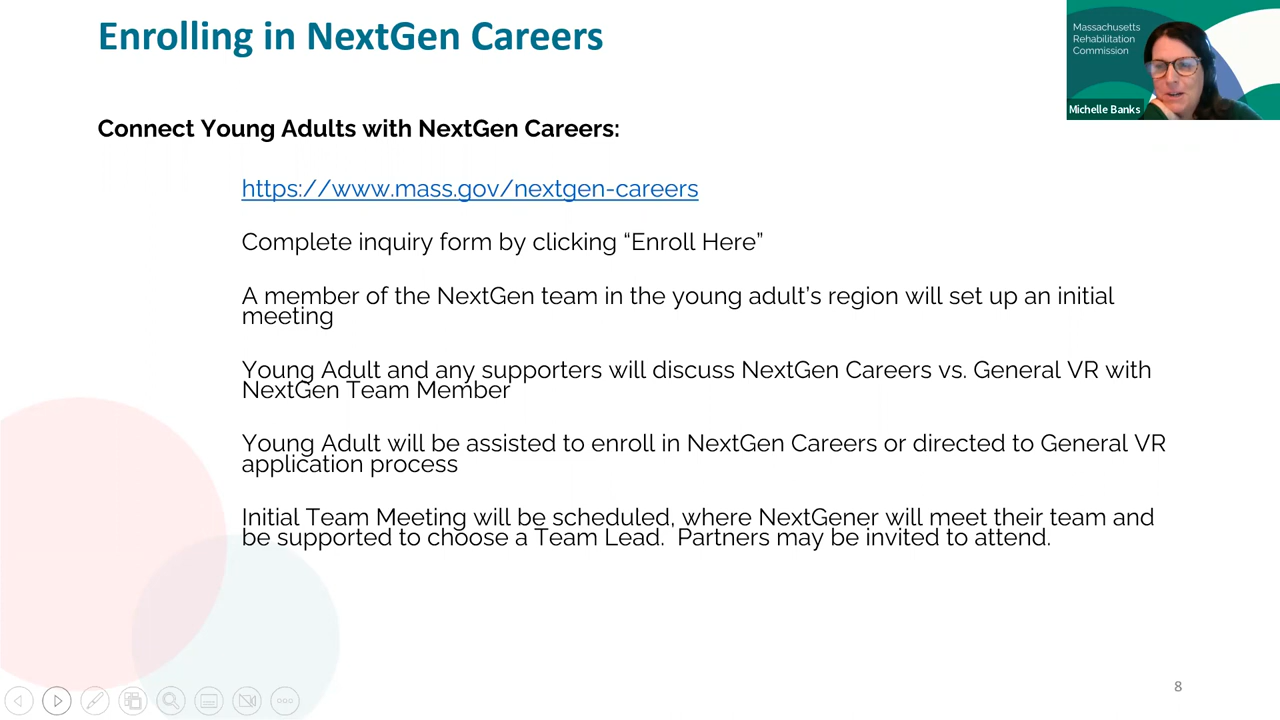 Enrolling in NextGen Careers
Massachusetts
Rehabilitation
Commission
Michelle Banks
Connect Young Adults with NextGen Careers:
https://www.mass.gov/nextgen-careers
Complete inquiry form by clicking “Enroll Here”
A member of the NextGen team in the young adult’s region will set up an initial
meeting
Young Adult and any supporters will discuss NextGen Careers vs. General VR with
NextGen Team Member
Young Adult will be assisted to enroll in NextGen Careers or directed to General VR
application process
Initial Team Meeting will be scheduled, where NextGener will meet their team and
be supported to choose a Team Lead.  Partners may be invited to attend.
8